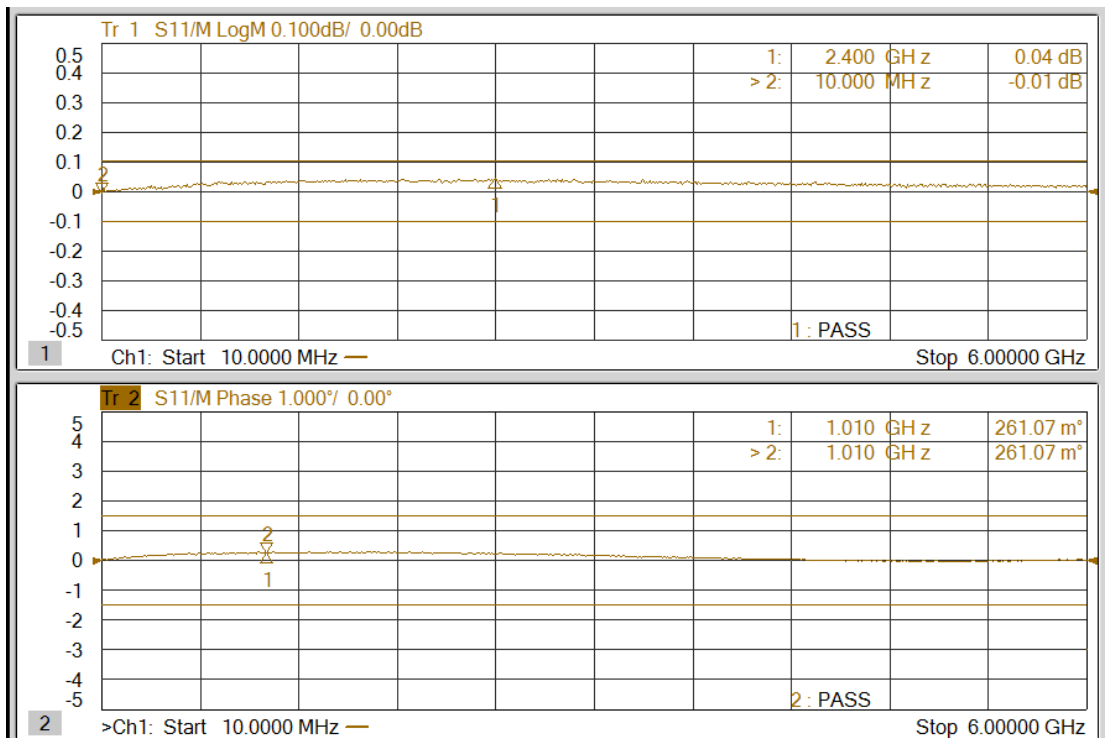 Tr 1 S11/M LogM 0.100dB/ 0.00dB
0.5
0.4
0.3
0.2
0.1
0
-0.1
-0.2
-0.3
-0.4
-0.5
1: 2.400 GHz 0.04 dB
> 2: 10.000 MHz -0.01 dB
2
1
1 : PASS
1 Ch1: Start 10.0000 MHz Stop 6.00000 GHz
Tr 2 S11/M Phase 1.000°/ 0.00°
5
4
3
2
1
0
-1
-2
-3
-4
-5
1: 1.010 GHz 261.07 m°
> 2: 1.010 GHz 261.07 m°
2
1
2 : PASS
2 >Ch1: Start 10.0000 MHz Stop 6.00000 GHz